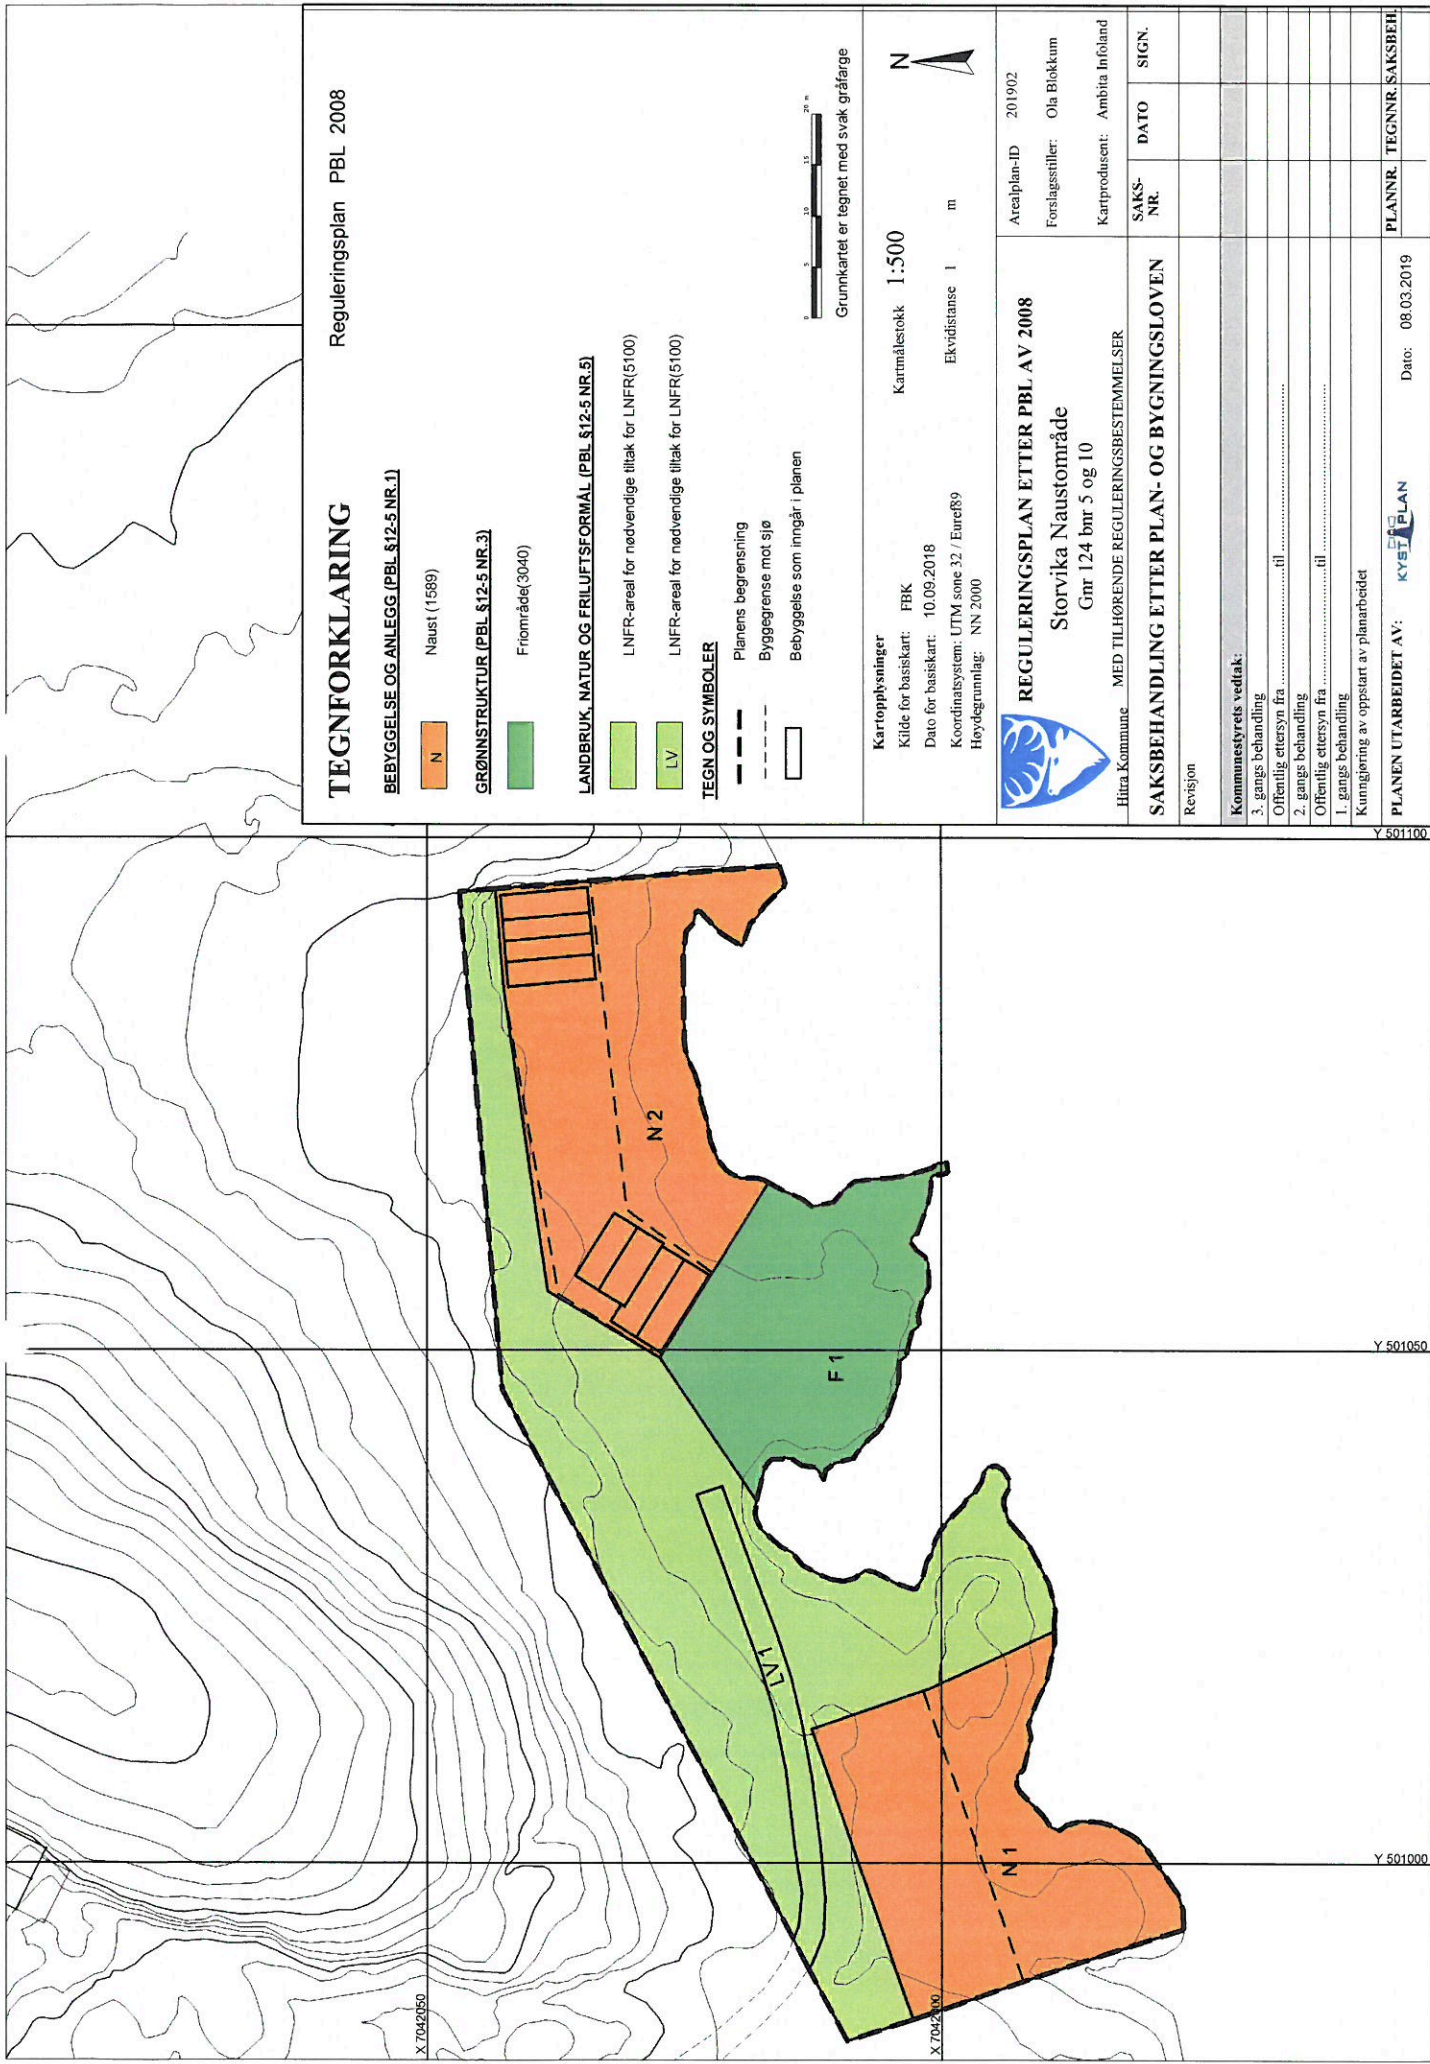 TEGNFORKLARING
Reguleringsplan PBL 2008
BEBYGGELSE OG ANLEGG (PBL §12-5 NR.1)
N
Naust (1589)
GRØNNSTRUKTUR (PBL §12-5 NR.3)
Friområde(3040)
LANDBRUK, NATUR OG FRILUFTSFORMÅL (PBL §12-5 NR.5)
LNFR-areal for nødvendige tiltak for LNFR(5100)
LV
LNFR-areal for nødvendige tiltak for LNFR(5100)
TEGN OG SYMBOLER
Planens begrensning
Byggegrense mot sjø
Bebyggelse som inngår i planen
0 5 10 15 20 m
Grunnkartet er tegnet med svak gråfarge
Kartopplysninger
Kilde for basiskart: FBK
Dato for basiskart: 10.09.2018
Koordinatsystem: UTM sone 32 / Euref89
Høydegrunnlag: NN 2000
Kartmålestokk 1:500
Ekvidistanse 1 m
N
REGULERINGSPLAN ETTER PBL AV 2008
Storvika Naustområde
Gnr 124 bnr 5 og 10
Hitra Kommune MED TILHØRENDE REGULERINGSBESTEMMELSER
Arealplan-ID 201902
Forslagsstiller: Ola Blokkum
Kartprodusent: Ambita Infoland
SAKSBEHANDLING ETTER PLAN- OG BYGNINGSLOVEN
SAKS-
NR.
DATO
SIGN.
Revisjon
Kommunestyrets vedtak:
3. gangs behandling
Offentlig ettersyn fra ........................ til ........................
2. gangs behandling
Offentlig ettersyn fra ........................ til ........................
1. gangs behandling
Kunngjøring av oppstart av planarbeidet
PLANEN UTARBEIDET AV:
KYSTPLAN
Dato: 08.03.2019
PLANNR.
TEGNNR.
SAKSBEH.
X 7042050
X 7042000
Y 501100
Y 501050
Y 501000
N 2
F 1
LV1
N 1